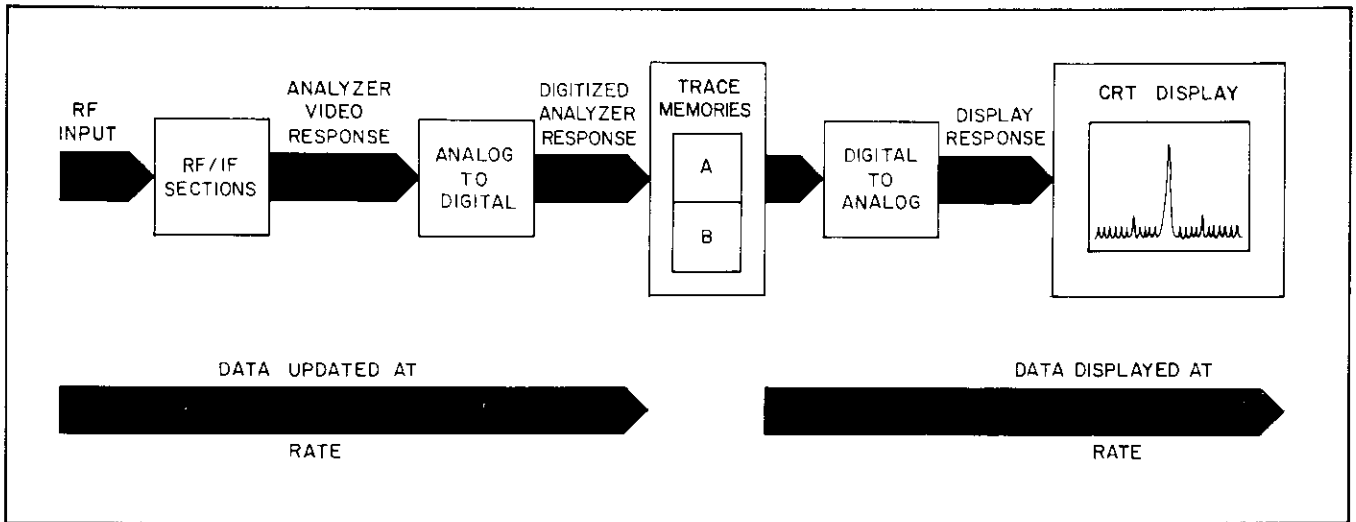 RF
INPUT
RF/IF
SECTIONS
ANALYZER
VIDEO
RESPONSE
ANALOG
TO
DIGITAL
DIGITIZED
ANALYZER
RESPONSE
TRACE
MEMORIES
A
B
DIGITAL
TO
ANALOG
DISPLAY
RESPONSE
CRT DISPLAY
DATA UPDATED AT
RATE
DATA DISPLAYED AT
RATE